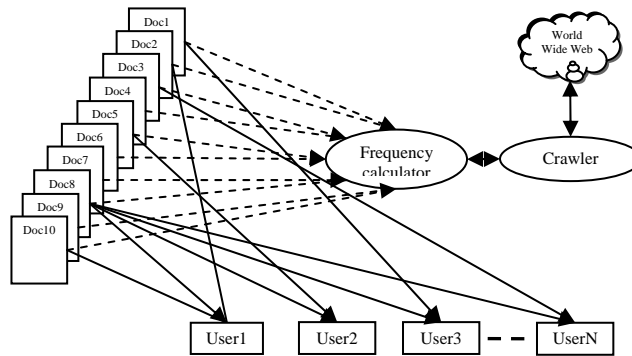 Doc1
Doc2
Doc3
Doc4
Doc5
Doc6
Doc7
Doc8
Doc9
Doc10
World
Wide Web
Frequency
calculator
Crawler
User1
User2
User3
UserN